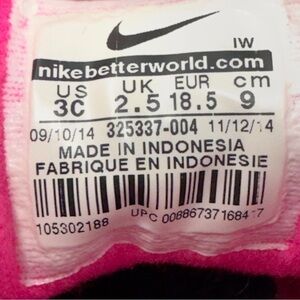 IW
nikebetterworld.com
US UK EUR cm
3C 2.5 18.5 9
09/10/14 325337-004 11/12/14
MADE IN INDONESIA
FABRIQUE EN INDONESIE
105302188 UPC 00886737168417